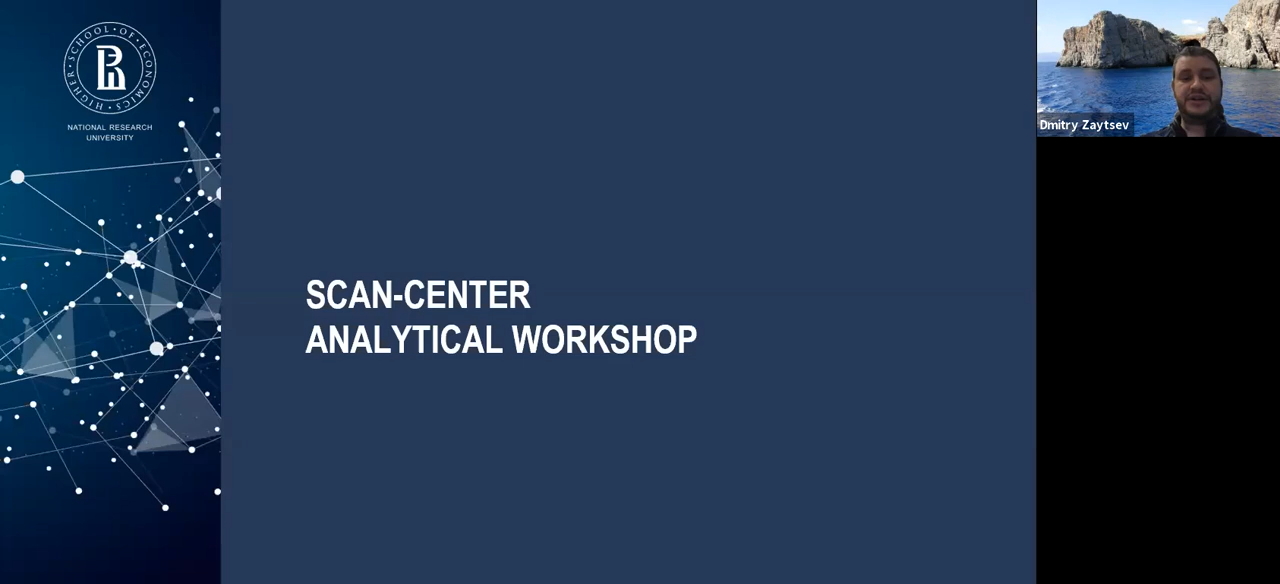 HIGHER · SCHOOL · OF · ECONOMICS ·
NATIONAL RESEARCH
UNIVERSITY
SCAN-CENTER
ANALYTICAL WORKSHOP
Dmitry Zaytsev